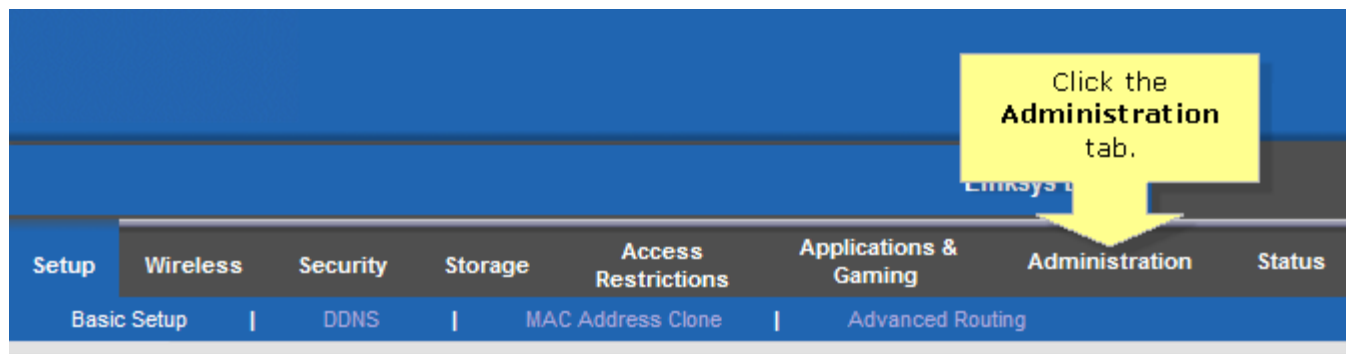 Click the
Administration
tab.
Linksys
Setup
Wireless
Security
Storage
Access
Restrictions
Applications &
Gaming
Administration
Status
Basic Setup | DDNS | MAC Address Clone | Advanced Routing